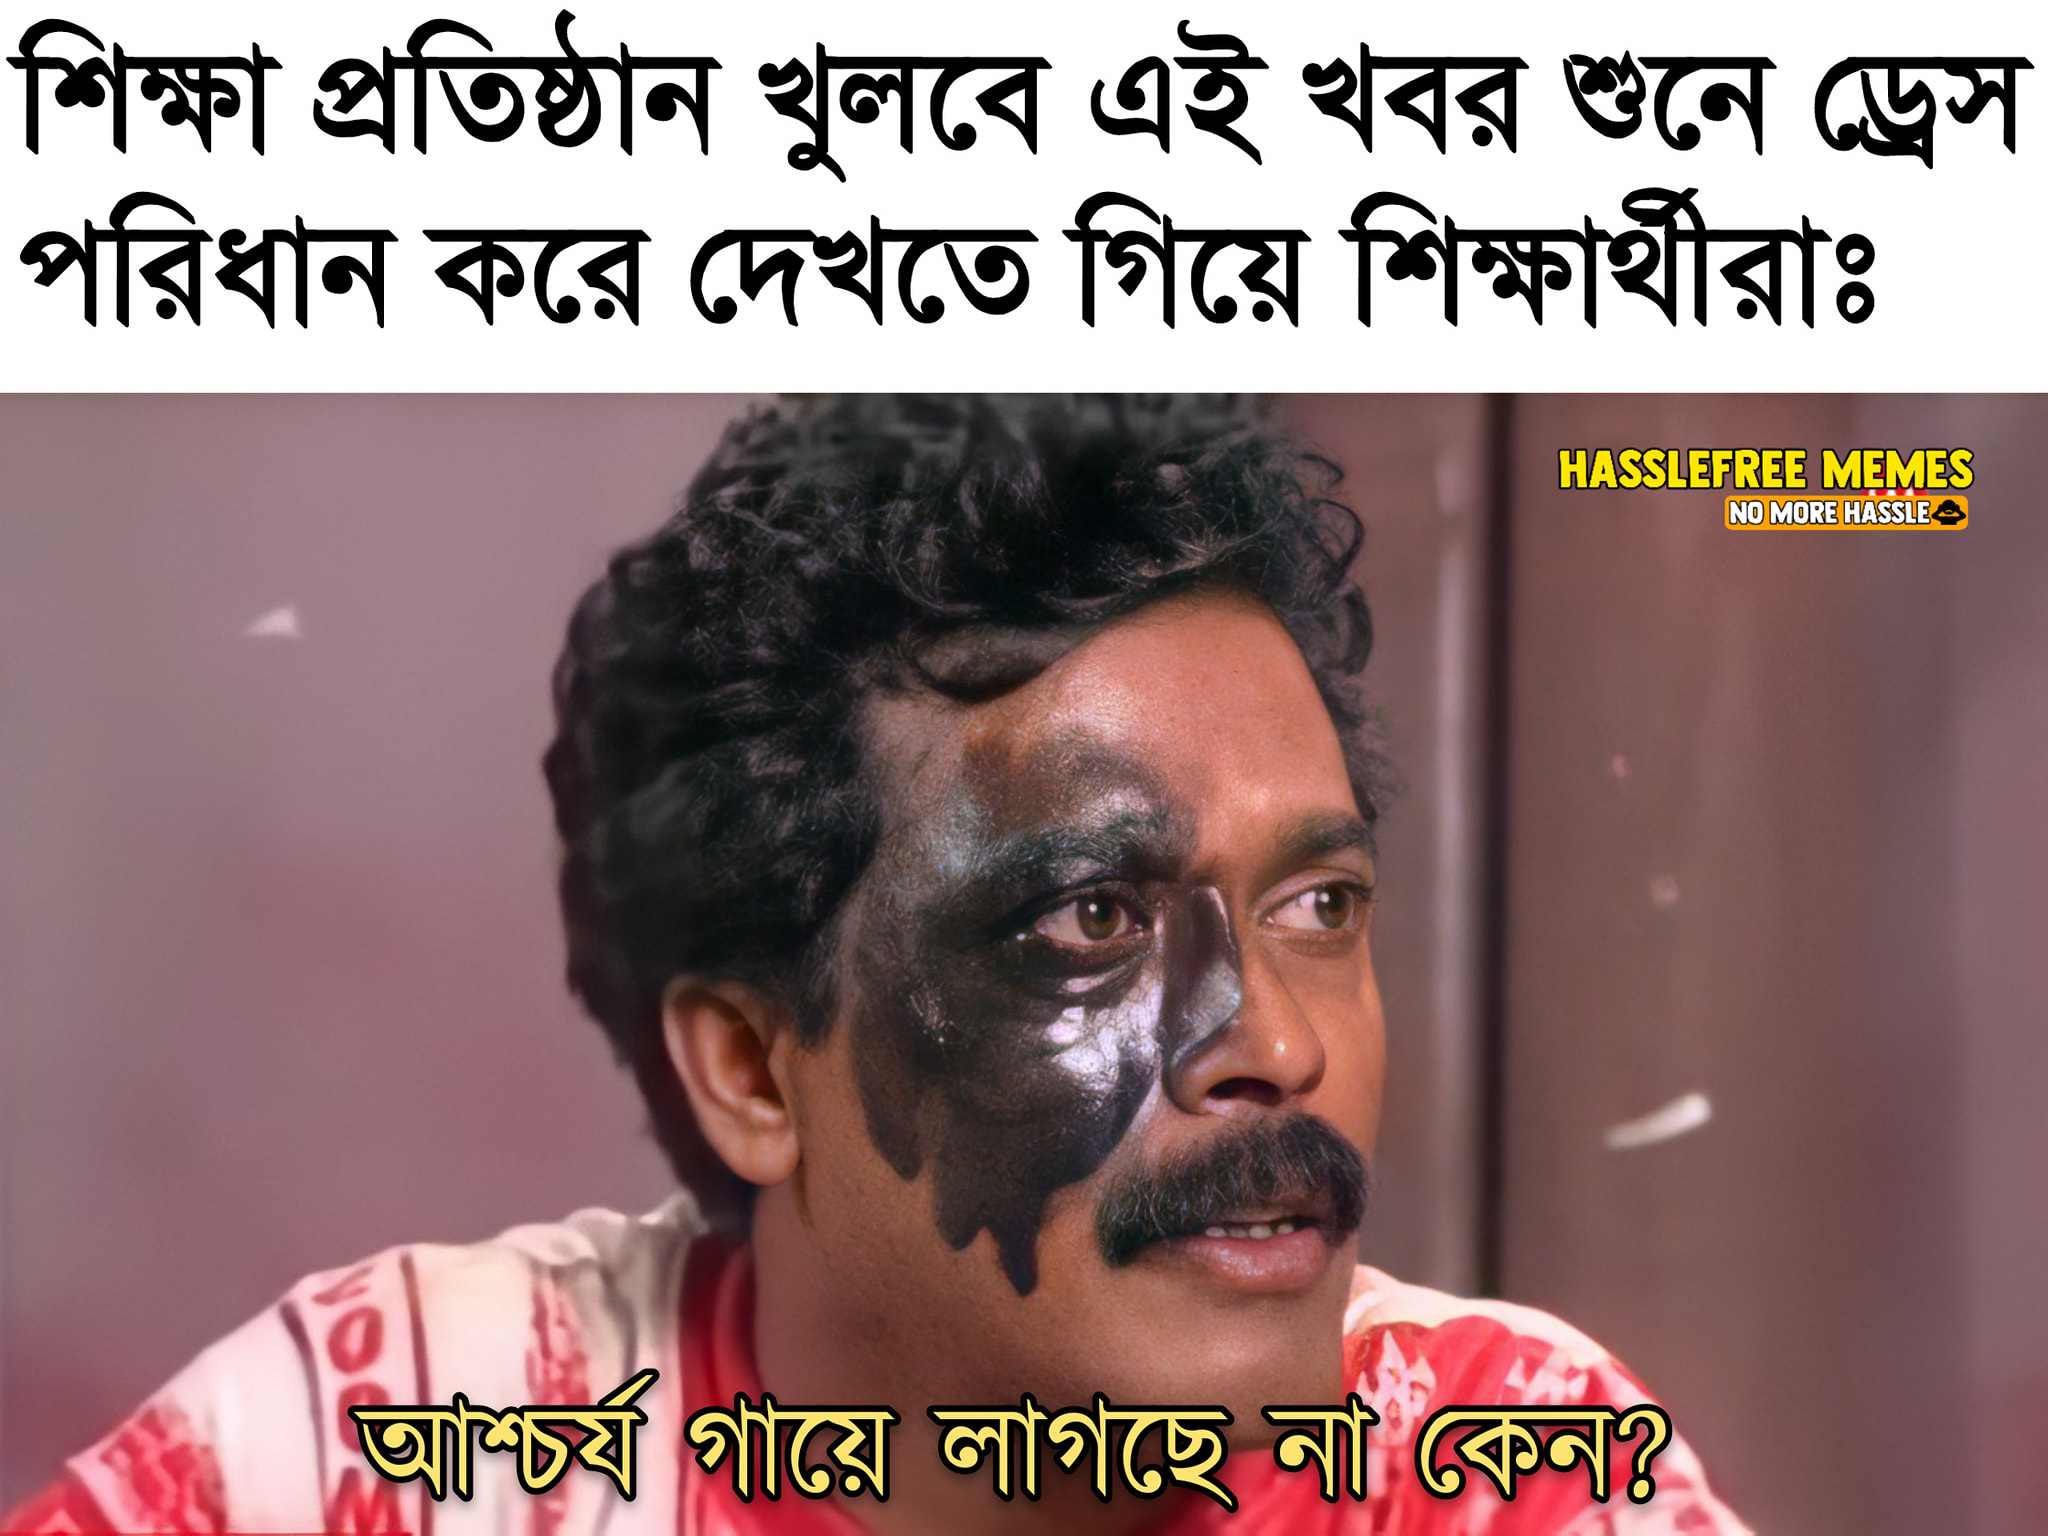 শিক্ষা প্রতিষ্ঠান খুলবে এই খবর শুনে ড্রেস
পরিধান করে দেখতে গিয়ে শিক্ষার্থীরাঃ
HASSLEFREE MEMES
NO MORE HASSLE
আশ্চর্য গায়ে লাগছে না কেন?